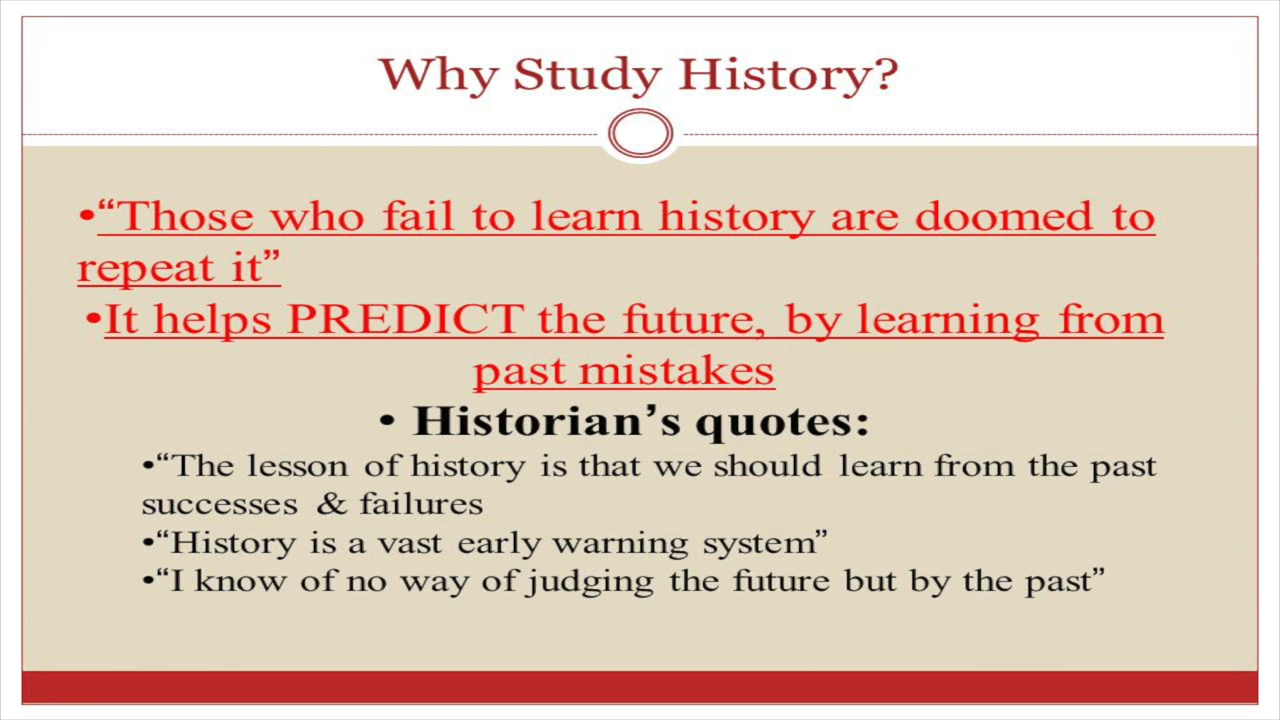 Why Study History?
•“Those who fail to learn history are doomed to
repeat it”
•It helps PREDICT the future, by learning from
past mistakes
• Historian’s quotes:
•“The lesson of history is that we should learn from the past
successes & failures
•“History is a vast early warning system”
•“I know of no way of judging the future but by the past”